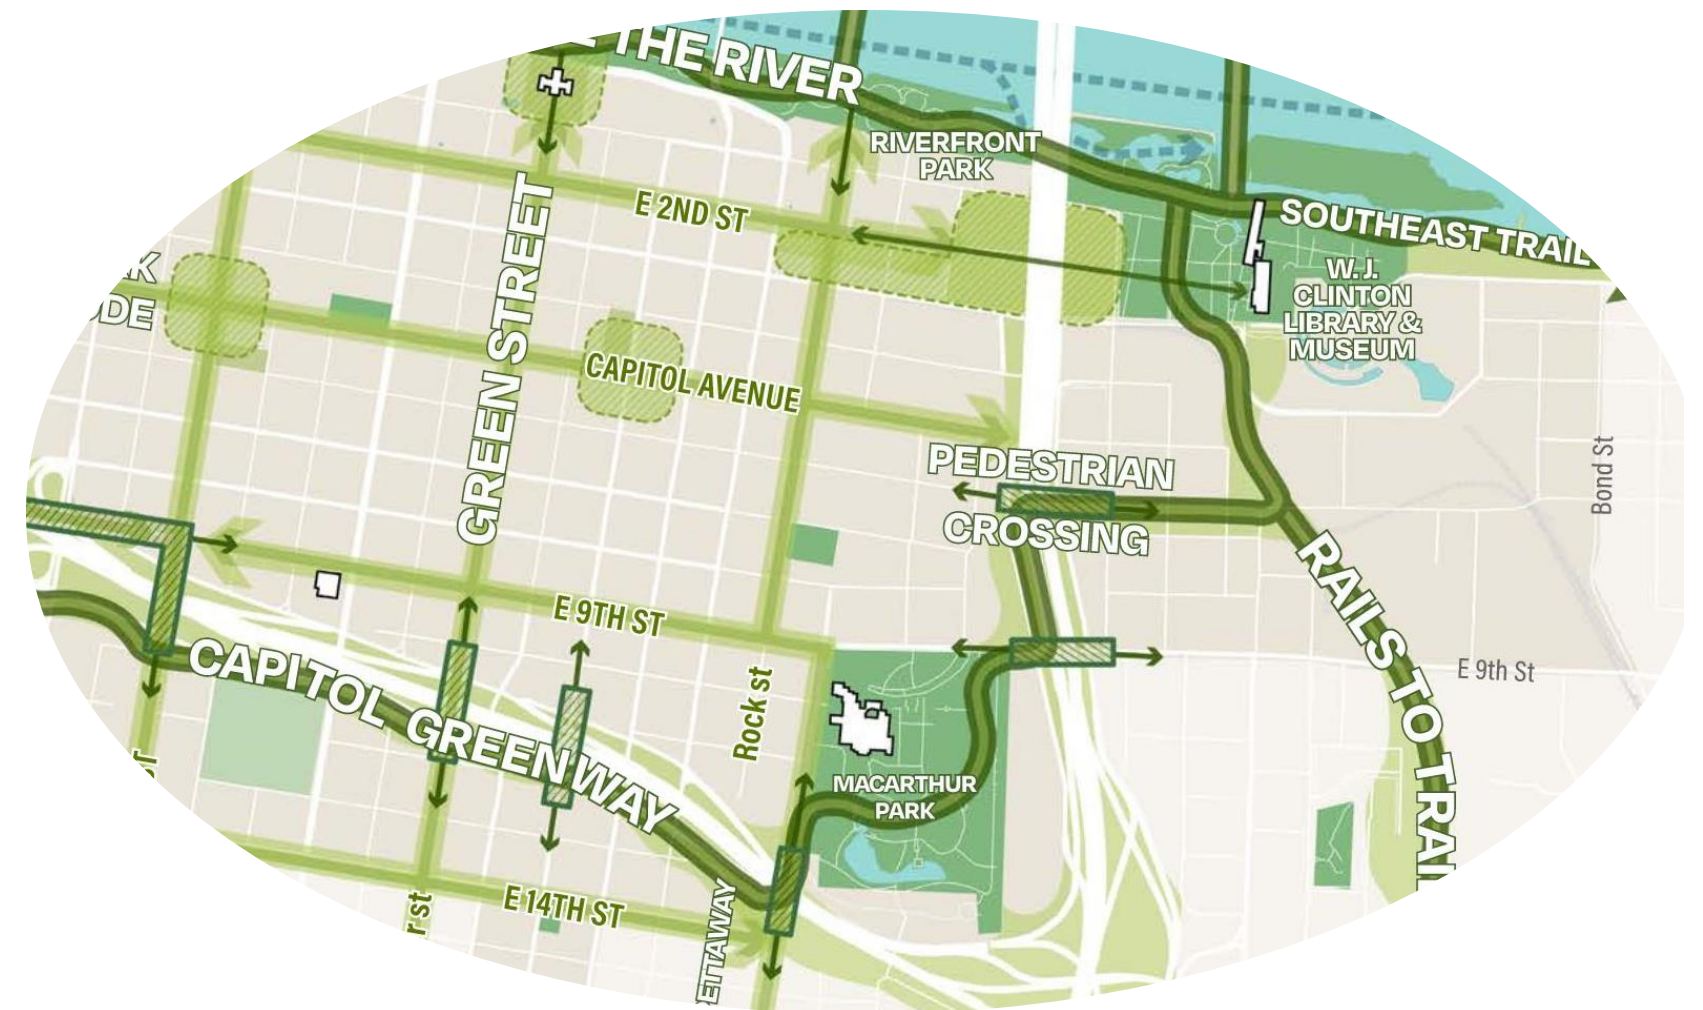 THE RIVER
RIVERFRONT
PARK
E 2ND ST
SOUTHEAST TRAIL
W. J.
CLINTON
LIBRARY &
MUSEUM
GREEN STREET
CAPITOL AVENUE
PEDESTRIAN
CROSSING
Bond St
RAILS TO TRAIL
E 9TH ST
E 9th St
CAPITOL GREENWAY
Rock st
MACARTHUR
PARK
E 14TH ST